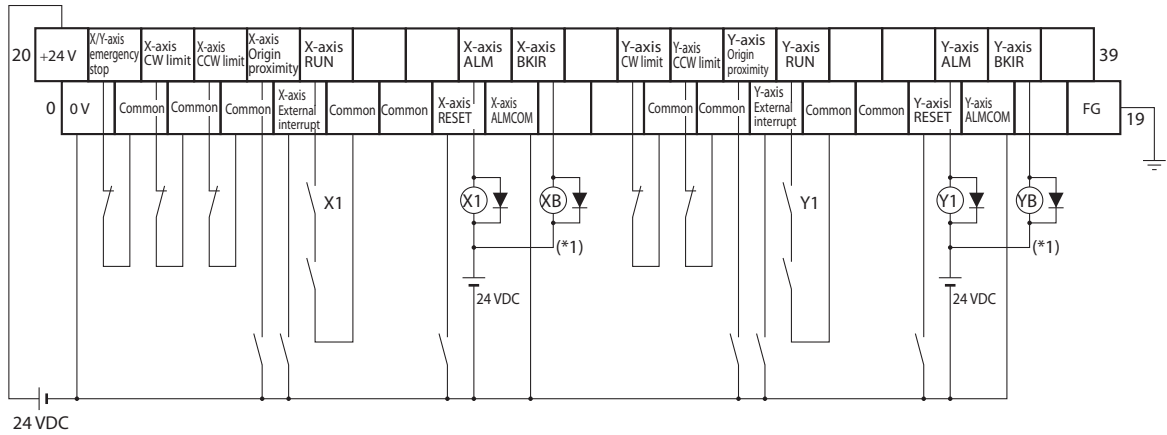 20
+24 V
X/Y-axis
emergency
stop
X-axis
CW limit
X-axis
CCW limit
X-axis
Origin
proximity
X-axis
RUN
X-axis
ALM
X-axis
BKIR
Y-axis
CW limit
Y-axis
CCW limit
Y-axis
Origin
proximity
Y-axis
RUN
Y-axis
ALM
Y-axis
BKIR
39
0
0 V
Common
Common
Common
X-axis
External
interrupt
Common
Common
X-axis
RESET
X-axis
ALMCOM
Common
Common
Y-axis
External
interrupt
Common
Common
Y-axis
RESET
Y-axis
ALMCOM
FG
19
X1
X1
XB
Y1
Y1
YB
(*1)
(*1)
24 VDC
24 VDC
24 VDC